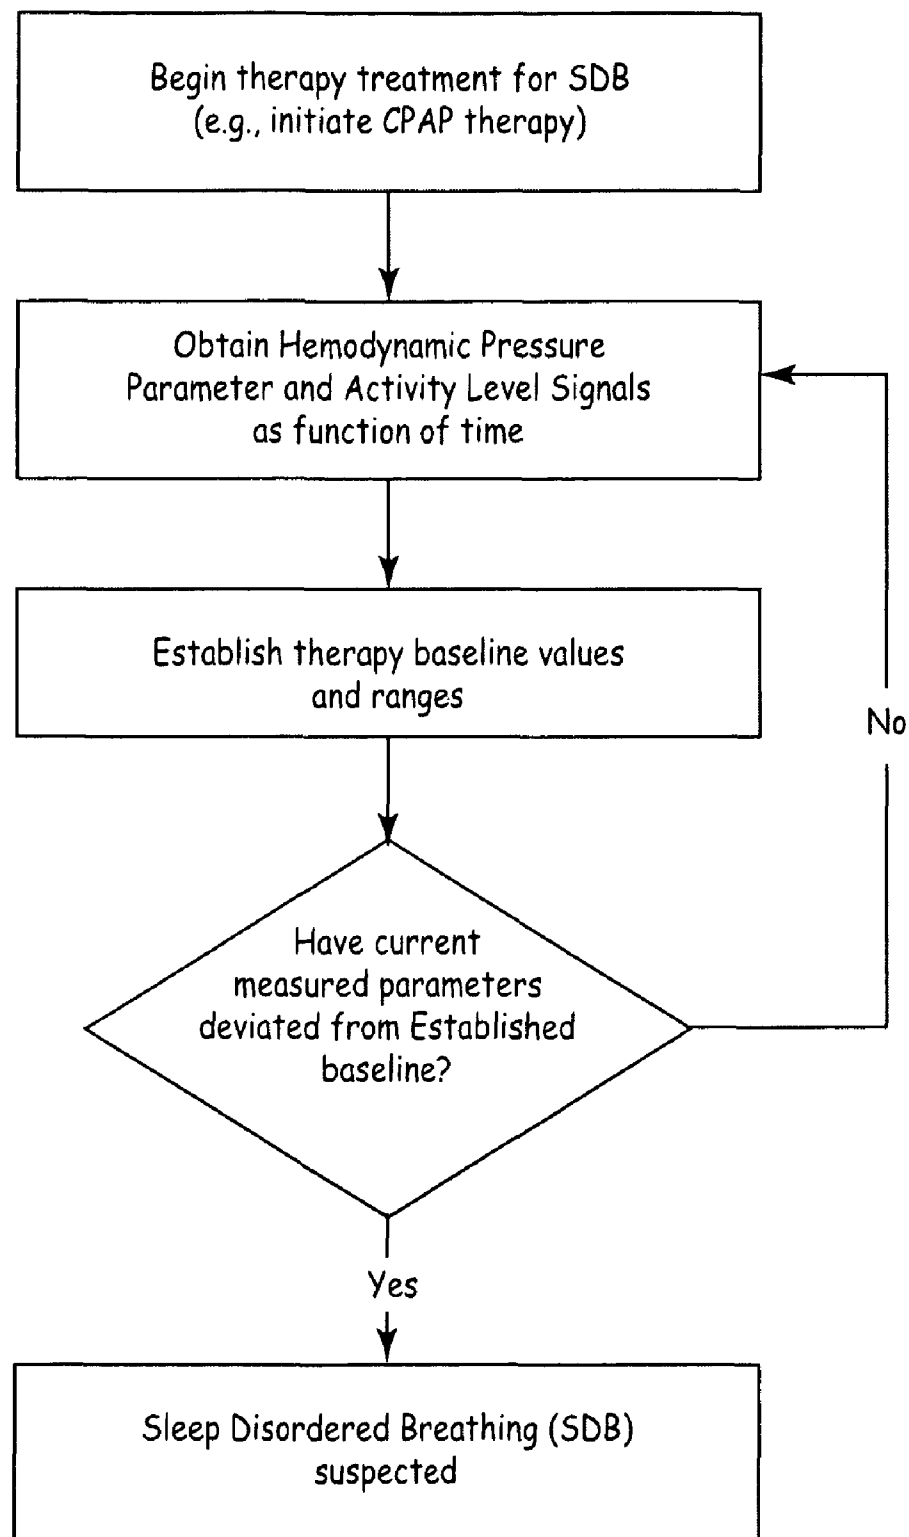 Begin therapy treatment for SDB
(e.g., initiate CPAP therapy)
Obtain Hemodynamic Pressure
Parameter and Activity Level Signals
as function of time
Establish therapy baseline values
and ranges
No
Have current
measured parameters
deviated from Established
baseline?
Yes
Sleep Disordered Breathing (SDB)
suspected